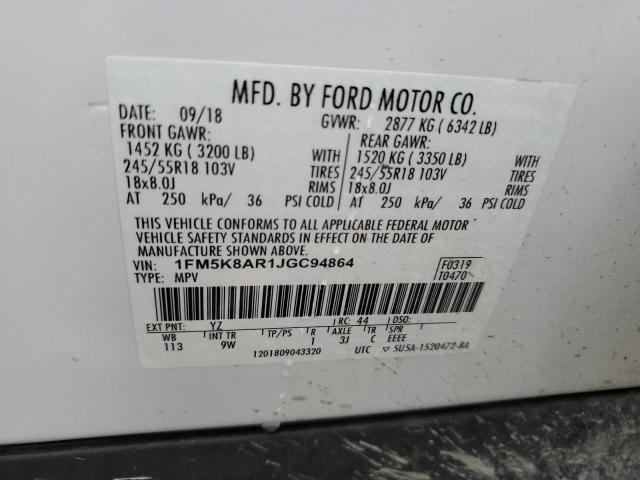 MFD. BY FORD MOTOR CO.
DATE: 09/18 GVWR: 2877 KG ( 6342 LB)
FRONT GAWR: REAR GAWR:
1452 KG ( 3200 LB) WITH 1520 KG ( 3350 LB) WITH
245/55R18 103V TIRES 245/55R18 103V TIRES
18x8.0J RIMS 18x8.0J RIMS
AT 250 kPa/ 36 PSI COLD AT 250 kPa/ 36 PSI COLD
THIS VEHICLE CONFORMS TO ALL APPLICABLE FEDERAL MOTOR
VEHICLE SAFETY STANDARDS IN EFFECT ON THE DATE OF
MANUFACTURE SHOWN ABOVE.
VIN: 1FM5K8AR1JGC94864 F0319
TYPE: MPV T0470
EXT PNT: YZ RC: 44 DSO:
WB INT TR TP/PS R AXLE TR SPR
113 9W 1 3J C EEEE
1201809043320 UTC ▽ 5U5A-1520472-BA